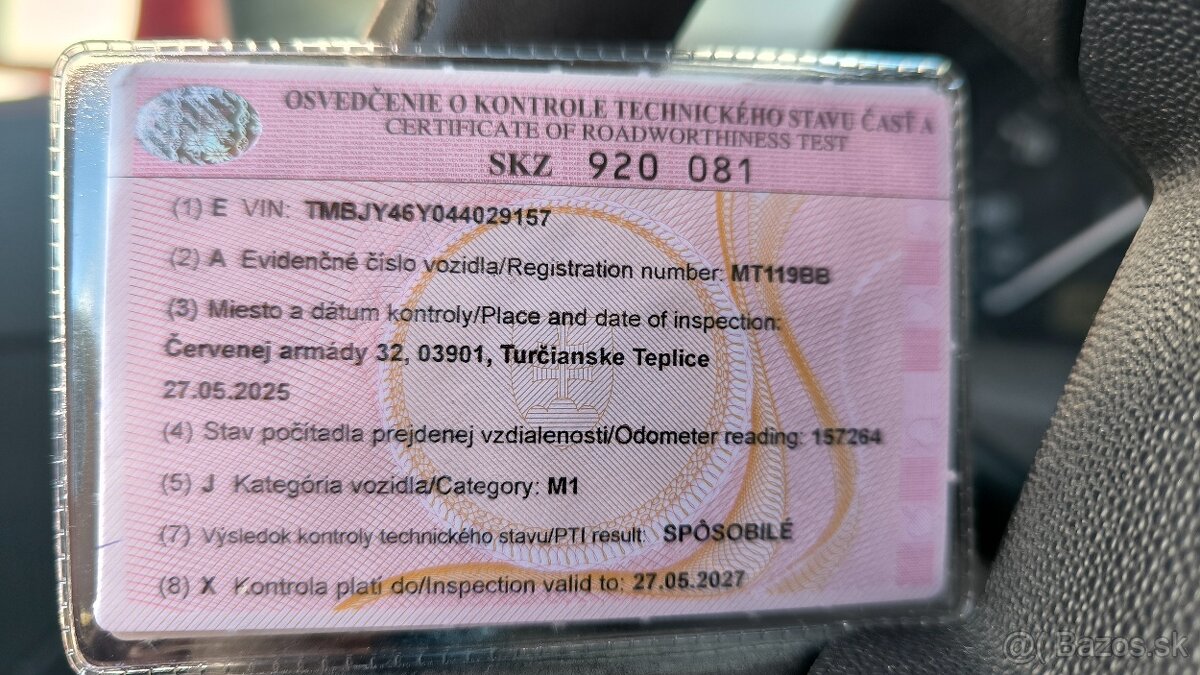 OSVEDČENIE O KONTROLE TECHNICKÉHO STAVU ČASŤ A
CERTIFICATE OF ROADWORTHINESS TEST
SKZ 920 081
(1) E VIN: TMBJY46Y044029157
(2) A Evidenčné číslo vozidla/Registration number: MT119BB
(3) Miesto a dátum kontroly/Place and date of inspection:
Červenej armády 32, 03901, Turčianske Teplice
27.05.2025
(4) Stav počítadla prejdenej vzdialenosti/Odometer reading: 157264
(5) J Kategória vozidla/Category: M1
(7) Výsledok kontroly technického stavu/PTI result: SPÔSOBILÉ
(8) X Kontrola platí do/Inspection valid to: 27.05.2027
Bazos.sk